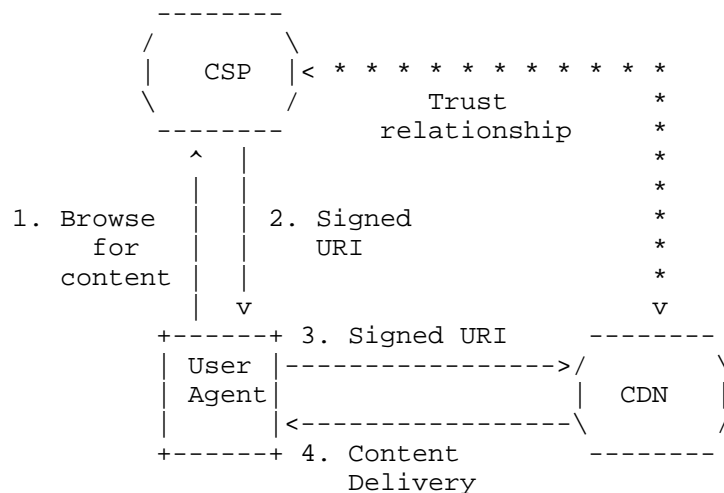 CSP
Trust
relationship
1. Browse
for
content
2. Signed
URI
3. Signed URI
User
Agent
CDN
4. Content
Delivery